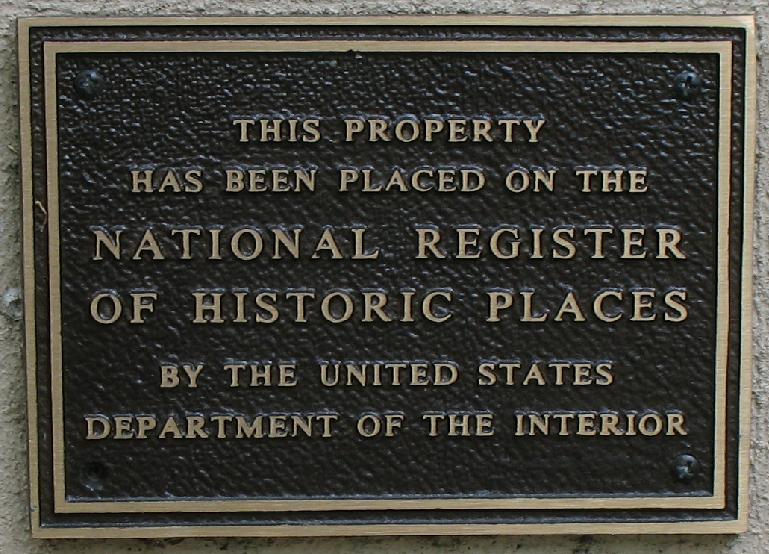 THIS PROPERTY
HAS BEEN PLACED ON THE
NATIONAL REGISTER
OF HISTORIC PLACES
BY THE UNITED STATES
DEPARTMENT OF THE INTERIOR